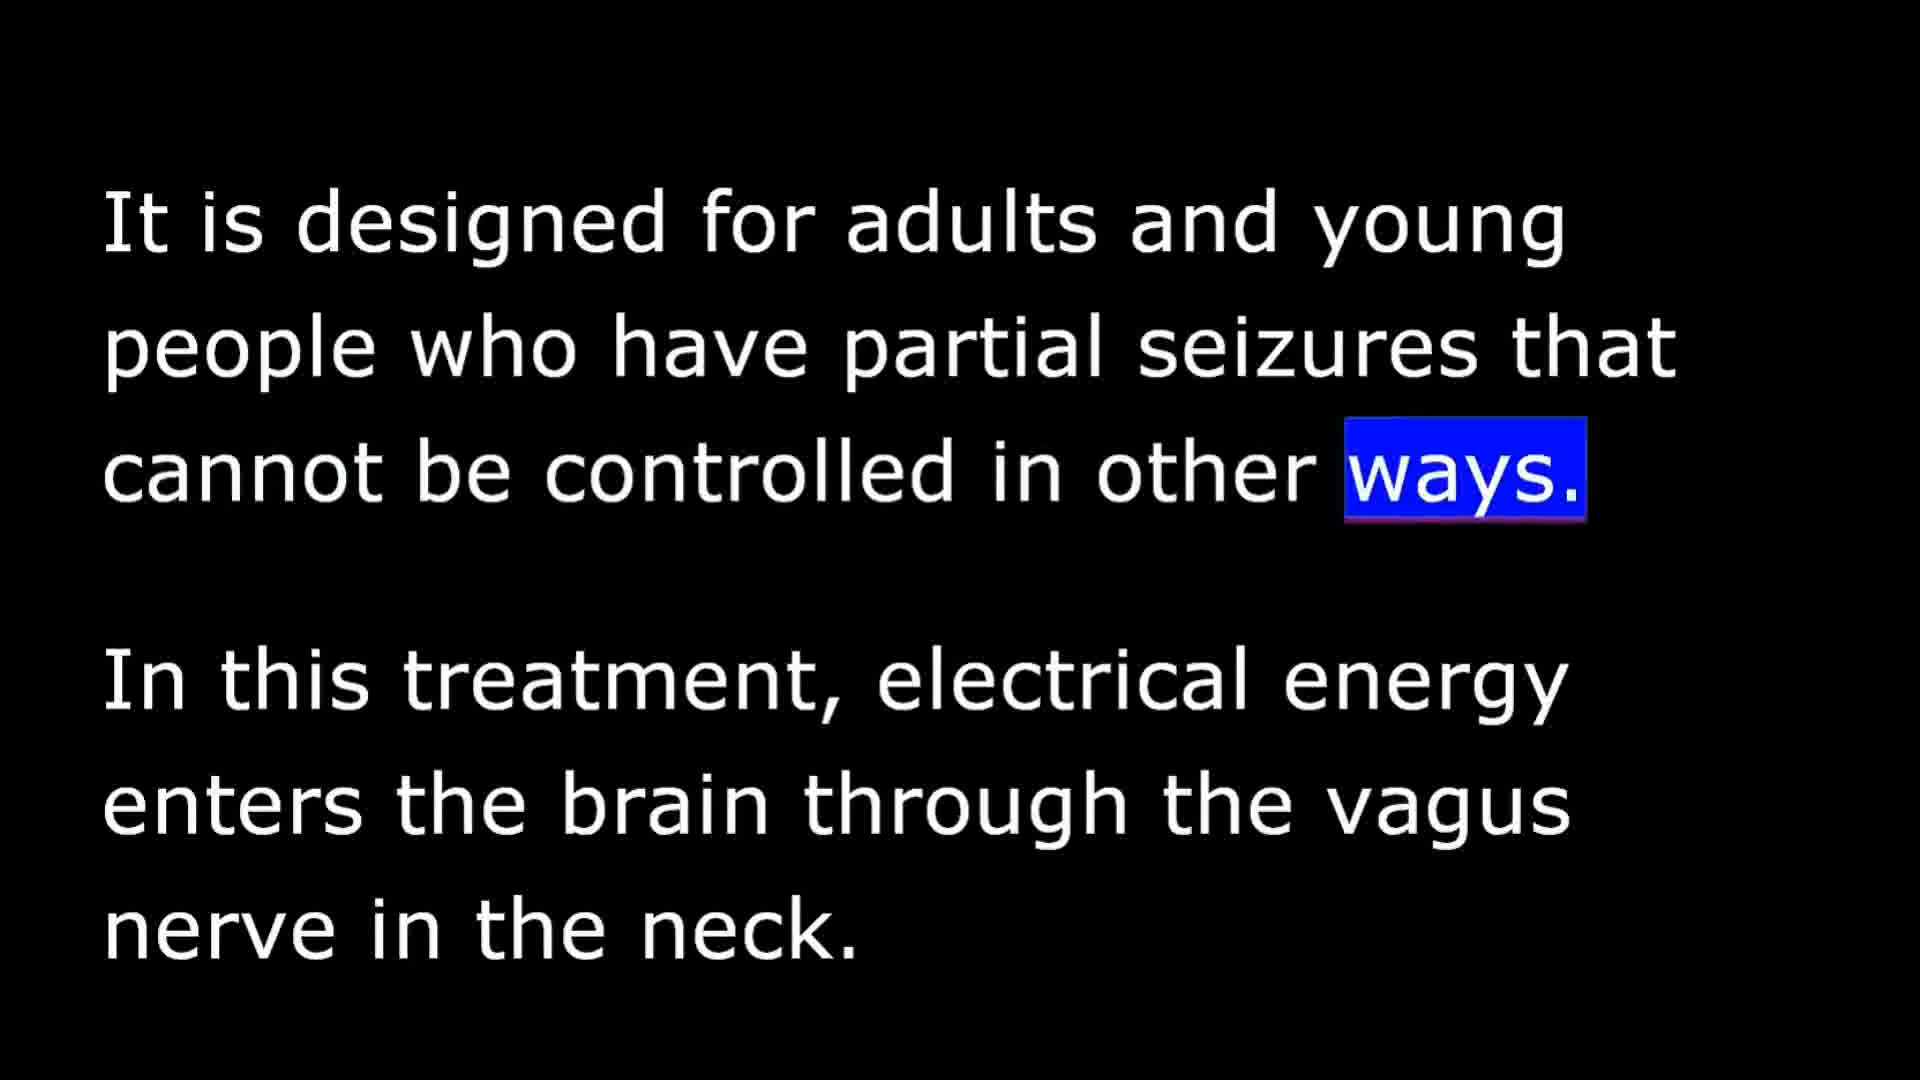 It is designed for adults and young
people who have partial seizures that
cannot be controlled in other ways.
In this treatment, electrical energy
enters the brain through the vagus
nerve in the neck.